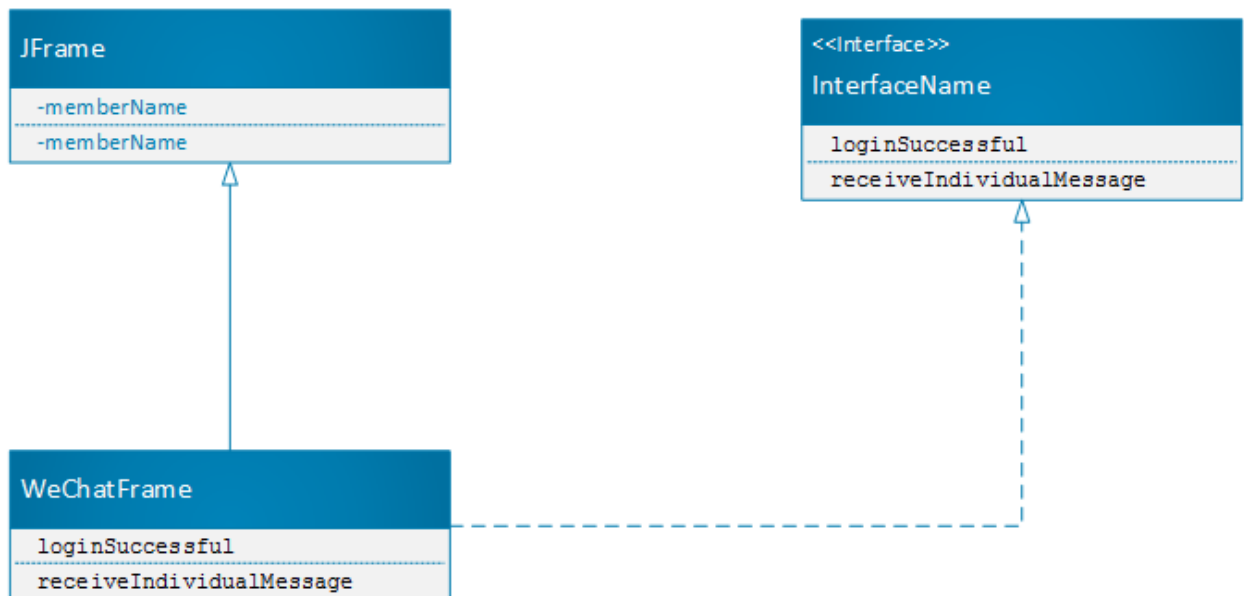 JFrame
-memberName
-memberName
<<Interface>>
InterfaceName
loginSuccessful
receiveIndividualMessage
WeChatFrame
loginSuccessful
receiveIndividualMessage